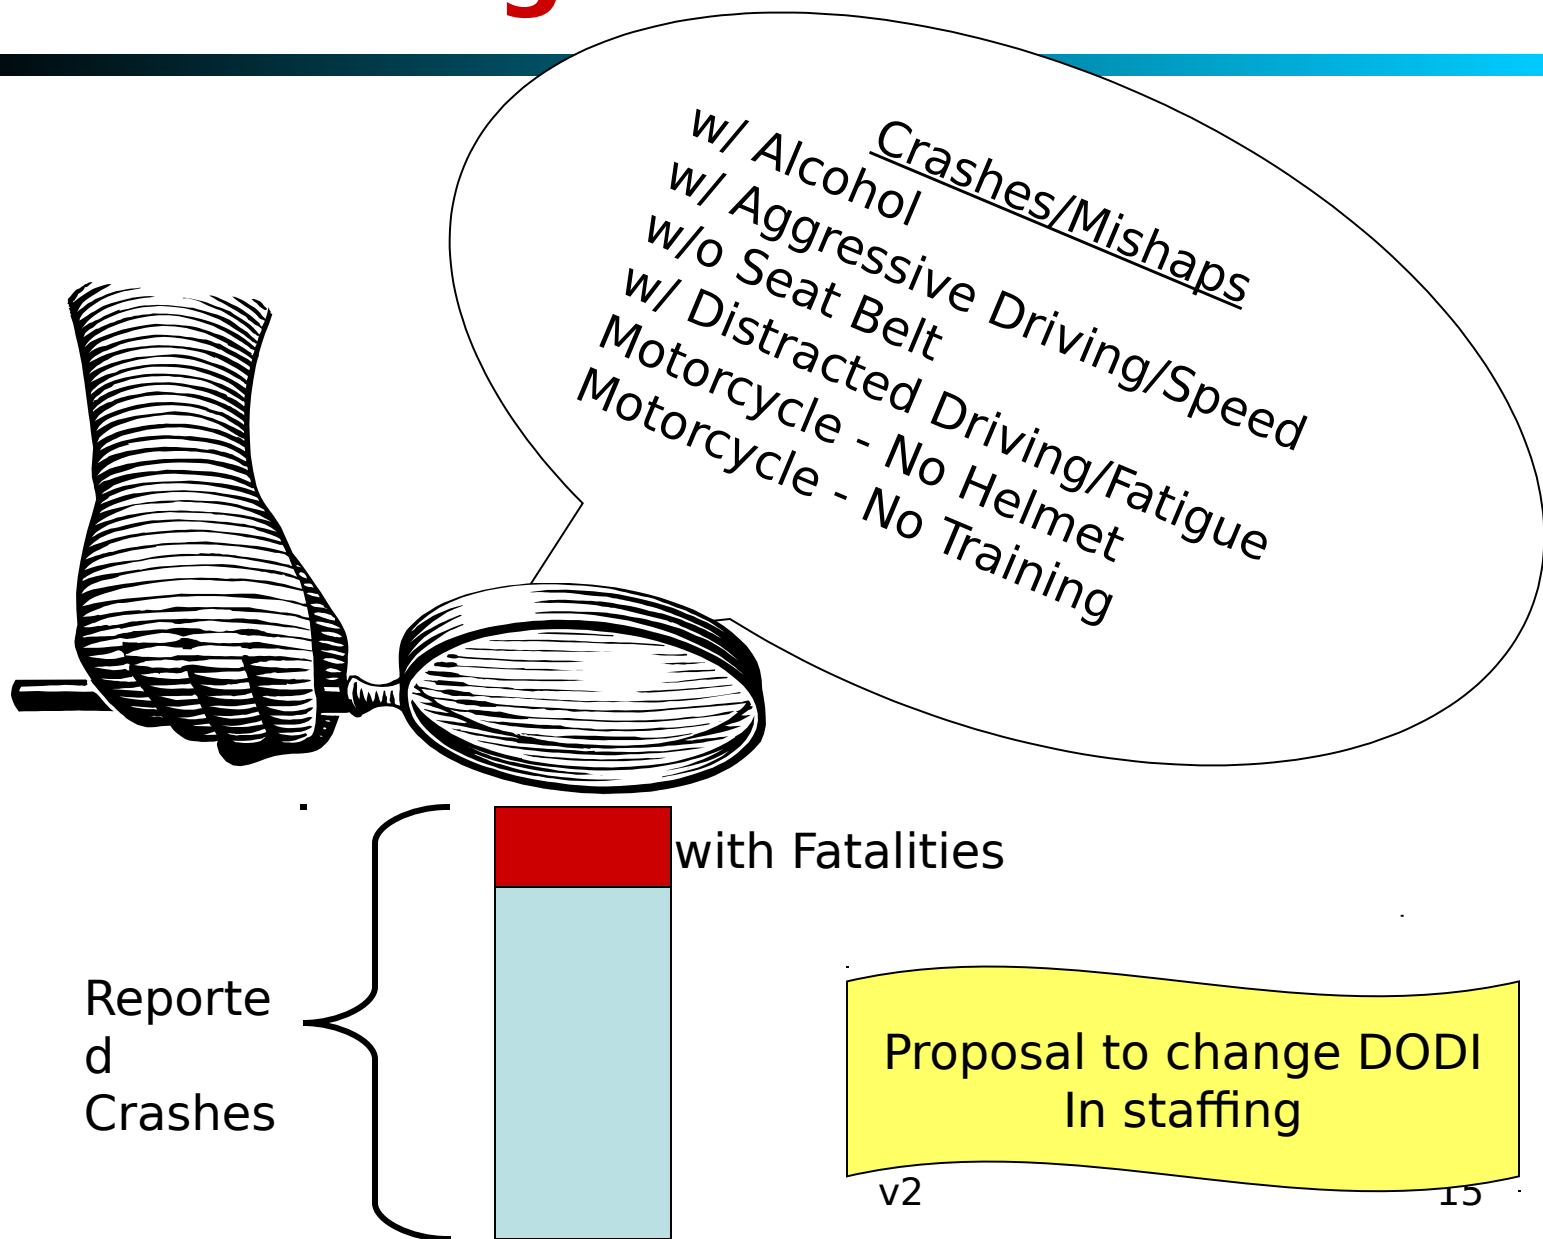 Crashes/Mishaps
w/ Alcohol
w/ Aggressive Driving/Speed
w/o Seat Belt
w/ Distracted Driving/Fatigue
Motorcycle - No Helmet
Motorcycle - No Training
with Fatalities
Reporte
d
Crashes
Proposal to change DODI
In staffing
v2
15